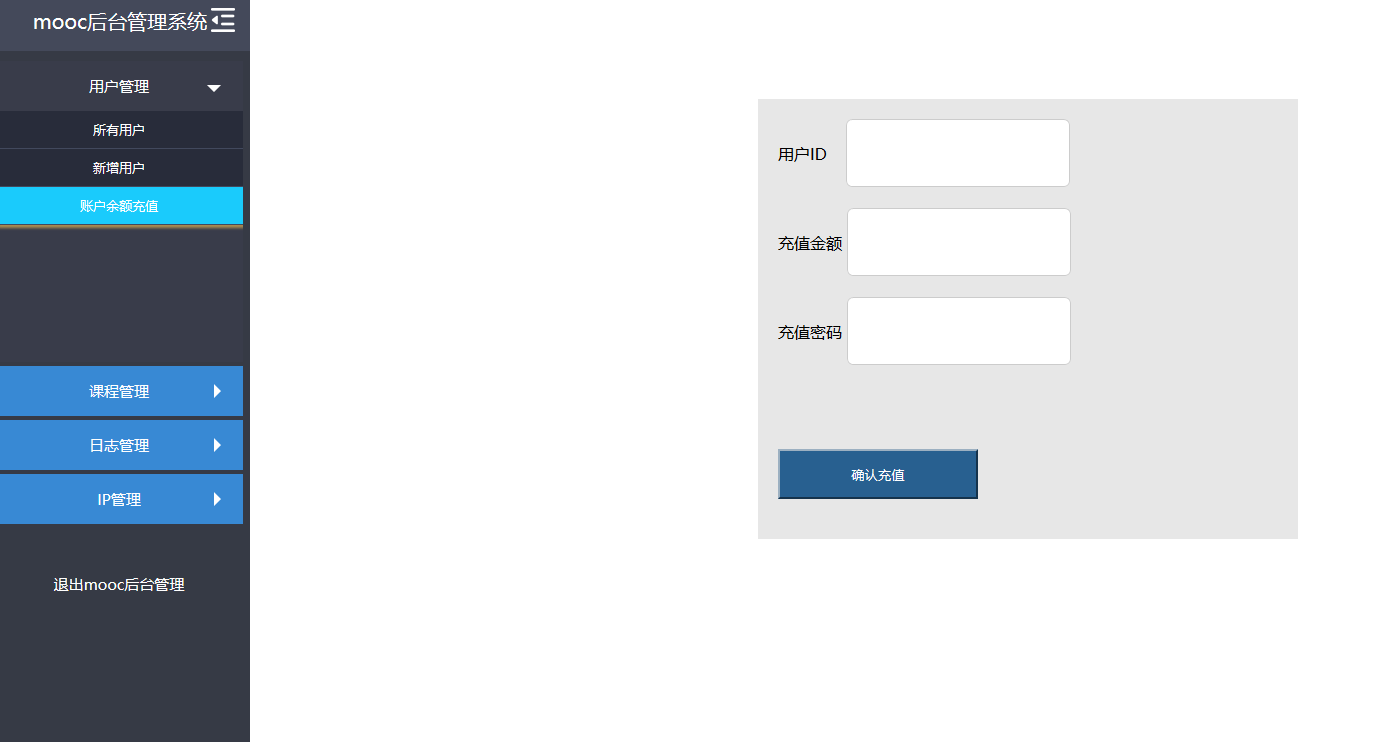 mooc后台管理系统
用户管理
所有用户
新增用户
账户余额充值
课程管理
日志管理
IP管理
退出mooc后台管理
用户ID
充值金额
充值密码
确认充值